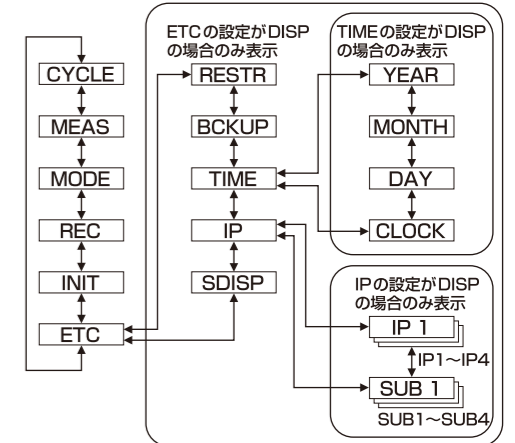 CYCLE
MEAS
MODE
REC
INIT
ETC
ETCの設定がDISP
の場合のみ表示
RESTR
BCKUP
TIME
IP
SDISP
TIMEの設定がDISP
の場合のみ表示
YEAR
MONTH
DAY
CLOCK
IPの設定がDISP
の場合のみ表示
IP 1
IP1～IP4
SUB 1
SUB1～SUB4